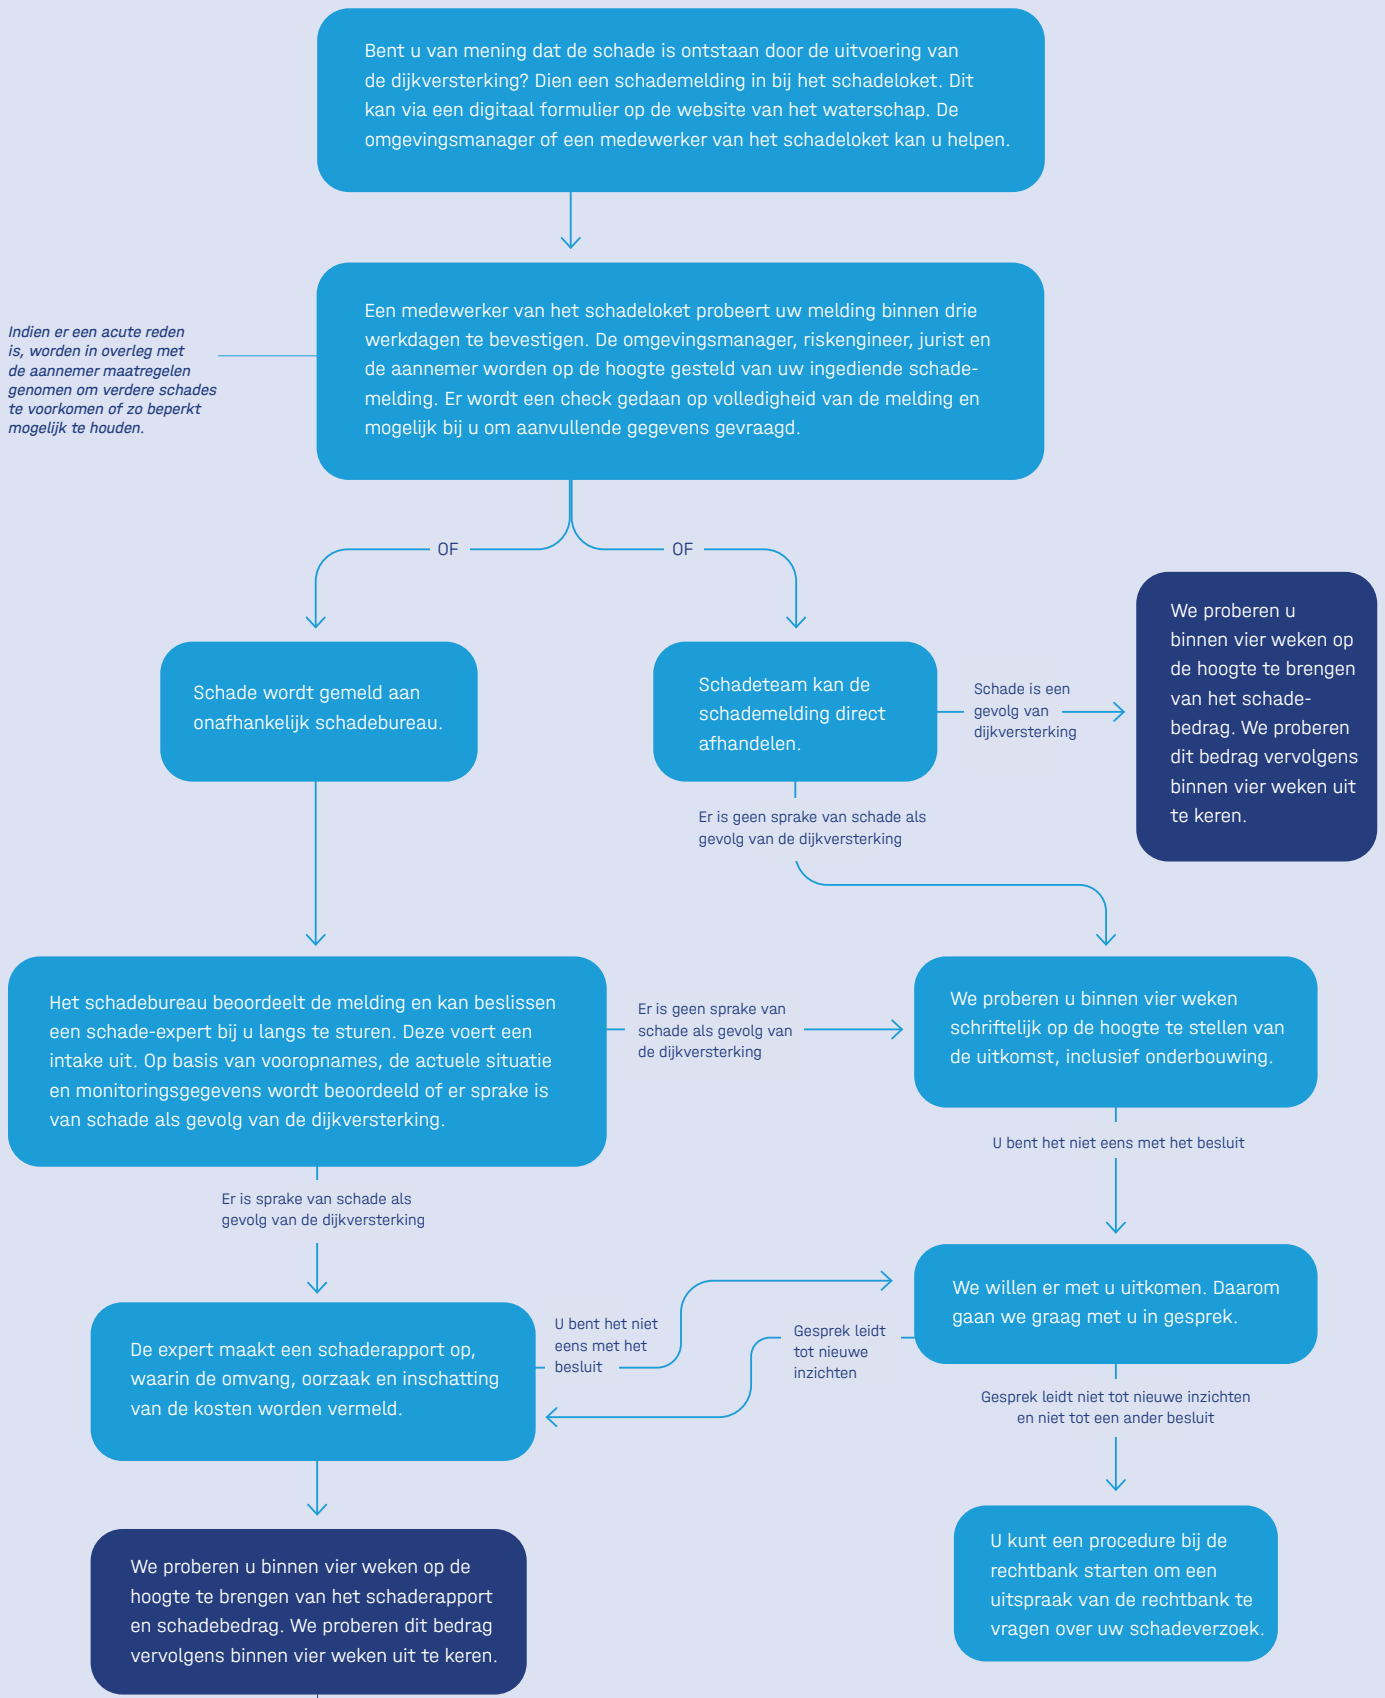 Bent u van mening dat de schade is ontstaan door de uitvoering van
de dijkversterking? Dien een schademelding in bij het schadeloket. Dit
kan via een digitaal formulier op de website van het waterschap. De
omgevingsmanager of een medewerker van het schadeloket kan u helpen.
Indien er een acute reden
is, worden in overleg met
de aannemer maatregelen
genomen om verdere schades
te voorkomen of zo beperkt
mogelijk te houden.
Een medewerker van het schadeloket probeert uw melding binnen drie
werkdagen te bevestigen. De omgevingsmanager, riskengineer, jurist en
de aannemer worden op de hoogte gesteld van uw ingediende schade-
melding. Er wordt een check gedaan op volledigheid van de melding en
mogelijk bij u om aanvullende gegevens gevraagd.
OF
OF
Schade wordt gemeld aan
onafhankelijk schadebureau.
Schadeteam kan de
schademelding direct
afhandelen.
Schade is een
gevolg van
dijkversterking
We proberen u
binnen vier weken op
de hoogte te brengen
van het schade-
bedrag. We proberen
dit bedrag vervolgens
binnen vier weken uit
te keren.
Er is geen sprake van schade als
gevolg van de dijkversterking
Het schadebureau beoordeelt de melding en kan beslissen
een schade-expert bij u langs te sturen. Deze voert een
intake uit. Op basis van vooropnames, de actuele situatie
en monitoringsgegevens wordt beoordeeld of er sprake is
van schade als gevolg van de dijkversterking.
Er is geen sprake van
schade als gevolg van
de dijkversterking
We proberen u binnen vier weken
schriftelijk op de hoogte te stellen van
de uitkomst, inclusief onderbouwing.
U bent het niet eens met het besluit
Er is sprake van schade als
gevolg van de dijkversterking
We willen er met u uitkomen. Daarom
gaan we graag met u in gesprek.
De expert maakt een schaderapport op,
waarin de omvang, oorzaak en inschatting
van de kosten worden vermeld.
U bent het niet
eens met het
besluit
Gesprek leidt
tot nieuwe
inzichten
Gesprek leidt niet tot nieuwe inzichten
en niet tot een ander besluit
We proberen u binnen vier weken op de
hoogte te brengen van het schaderapport
en schadebedrag. We proberen dit bedrag
vervolgens binnen vier weken uit te keren.
U kunt een procedure bij de
rechtbank starten om een
uitspraak van de rechtbank te
vragen over uw schadeverzoek.